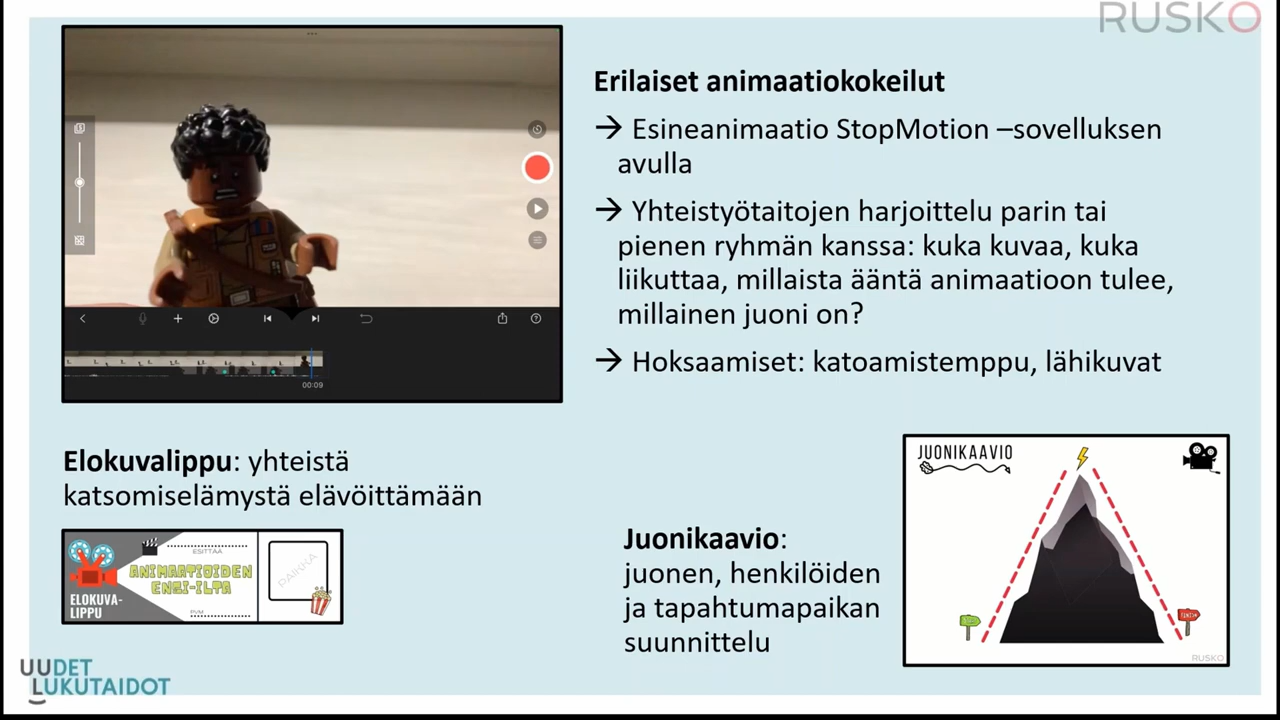 RUSKO
Erilaiset animaatiokokeilut
→ Esineanimaatio StopMotion –sovelluksen
avulla
→ Yhteistyötaitojen harjoittelu parin tai
pienen ryhmän kanssa: kuka kuvaa, kuka
liikuttaa, millaista ääntä animaatioon tulee,
millainen juoni on?
→ Hoksaamiset: katoamistemppu, lähikuvat
00:09
Elokuvalippu: yhteistä
katsomiselämystä elävöittämään
ESITTÄÄ
ANIMAATIOIDEN
ENSI-ILTA
ELOKUVA-
LIPPU
PVM
PAIKKA
Juonikaavio:
juonen, henkilöiden
ja tapahtumapaikan
suunnittelu
JUONIKAAVIO
RUSKO
UUDET
LUKUTAIDOT